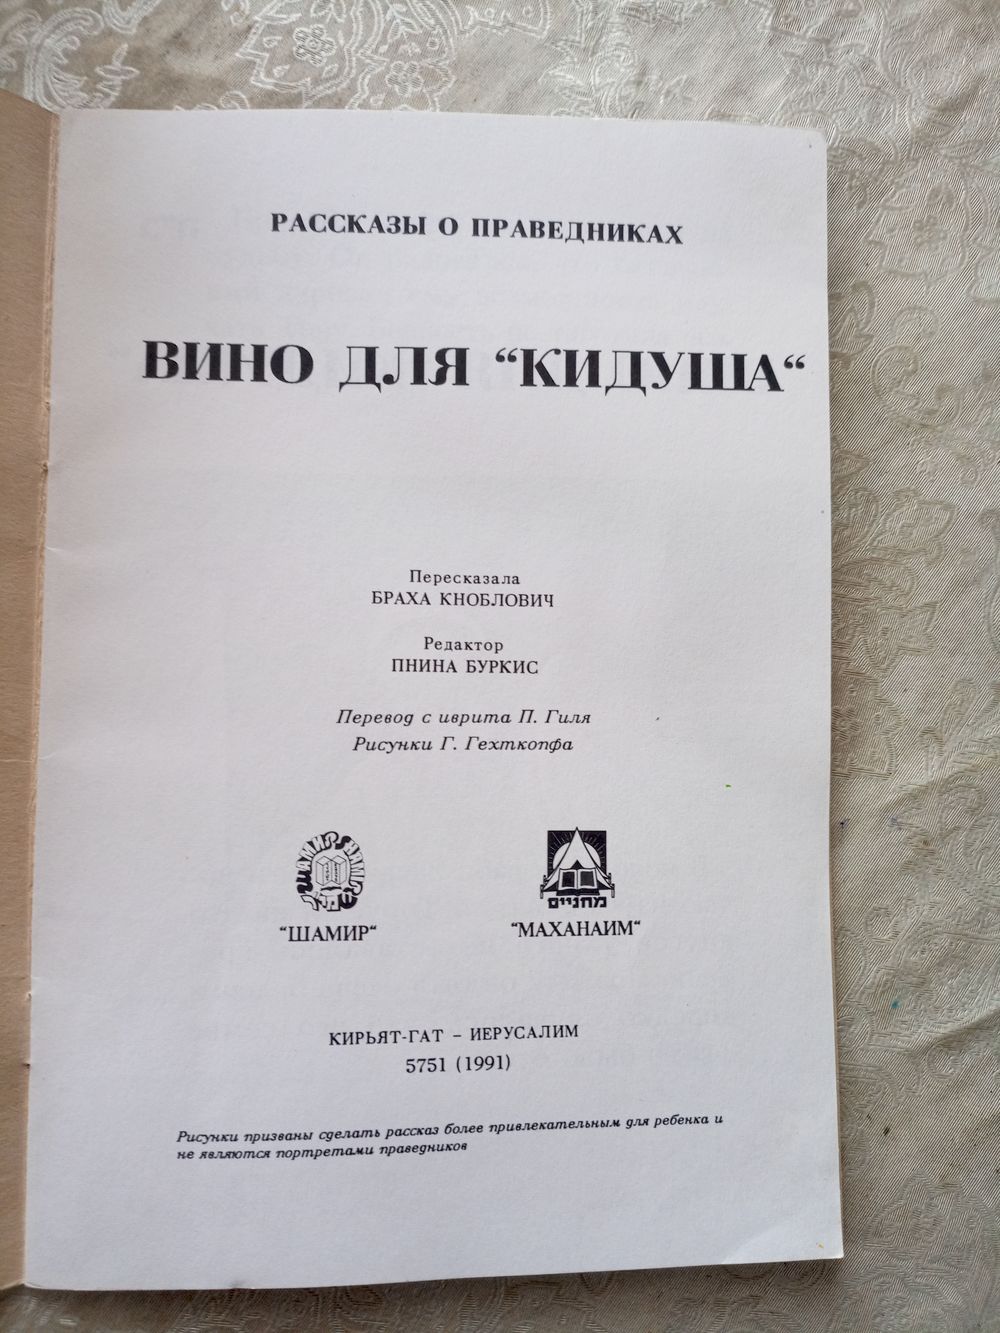 РАССКАЗЫ О ПРАВЕДНИКАХ
ВИНО ДЛЯ “КИДУША“
Пересказала
БРАХА КНОБЛОВИЧ
Редактор
ПНИНА БУРКИС
Перевод с иврита П. Гиля
Рисунки Г. Гехткопфа
מחניים
“ШАМИР“
“МАХАНАИМ“
КИРЬЯТ-ГАТ – ИЕРУСАЛИМ
5751 (1991)
Рисунки призваны сделать рассказ более привлекательным для ребенка и
не являются портретами праведников